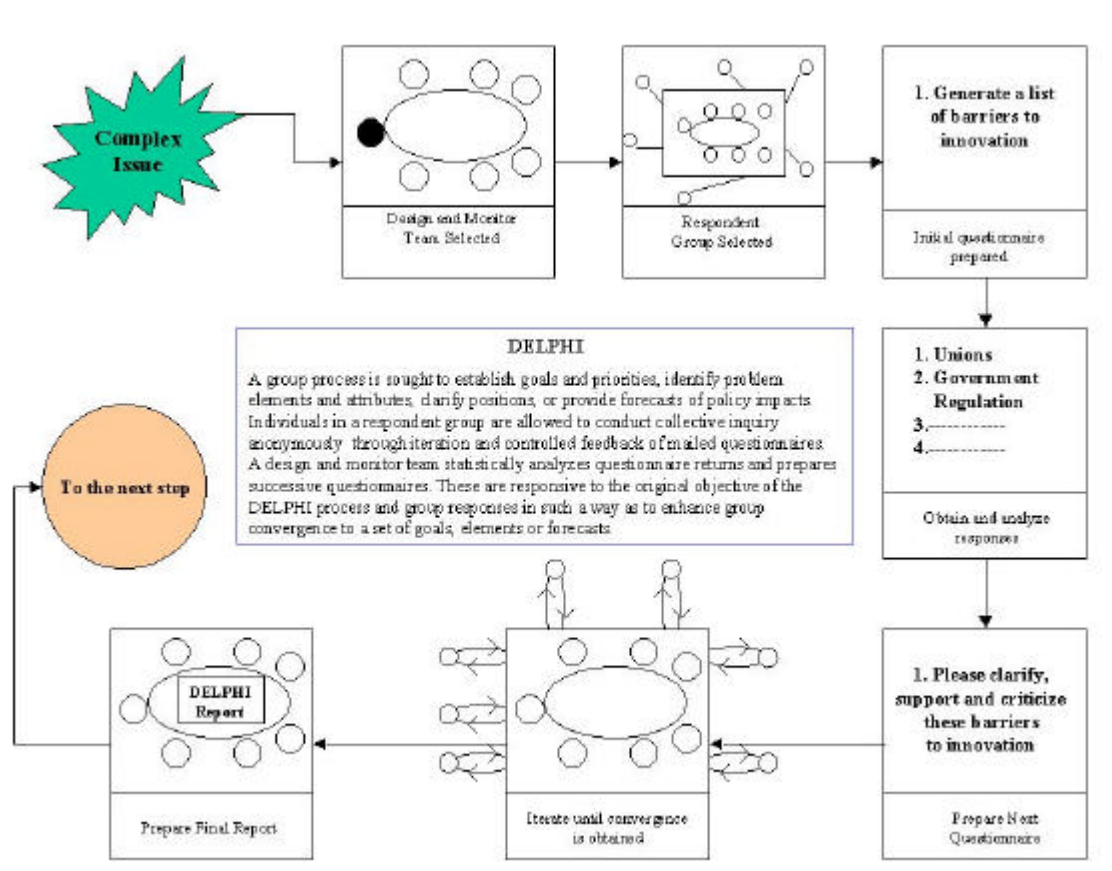 Complex
Issue
Design and Monitor
Team Selected
Respondent
Group Selected
1. Generate a list
of barriers to
innovation
Initial questionnaire
prepared
1. Unions
2. Government
Regulation
3.------------
4.------------
Obtain and analyze
responses
DELPHI
A group process is sought to establish goals and priorities, identify problem
elements and attributes, clarify positions, or provide forecasts of policy impacts.
Individuals in a respondent group are allowed to conduct collective inquiry
anonymously through iteration and controlled feedback of mailed questionnaires.
A design and monitor team statistically analyzes questionnaire returns and prepares
successive questionnaires. These are responsive to the original objective of the
DELPHI process and group responses in such a way as to enhance group
convergence to a set of goals, elements or forecasts.
1. Please clarify,
support and criticize
these barriers
to innovation
Prepare Next
Questionnaire
Iterate until convergence
is obtained
DELPHI
Report
Prepare Final Report
To the next step